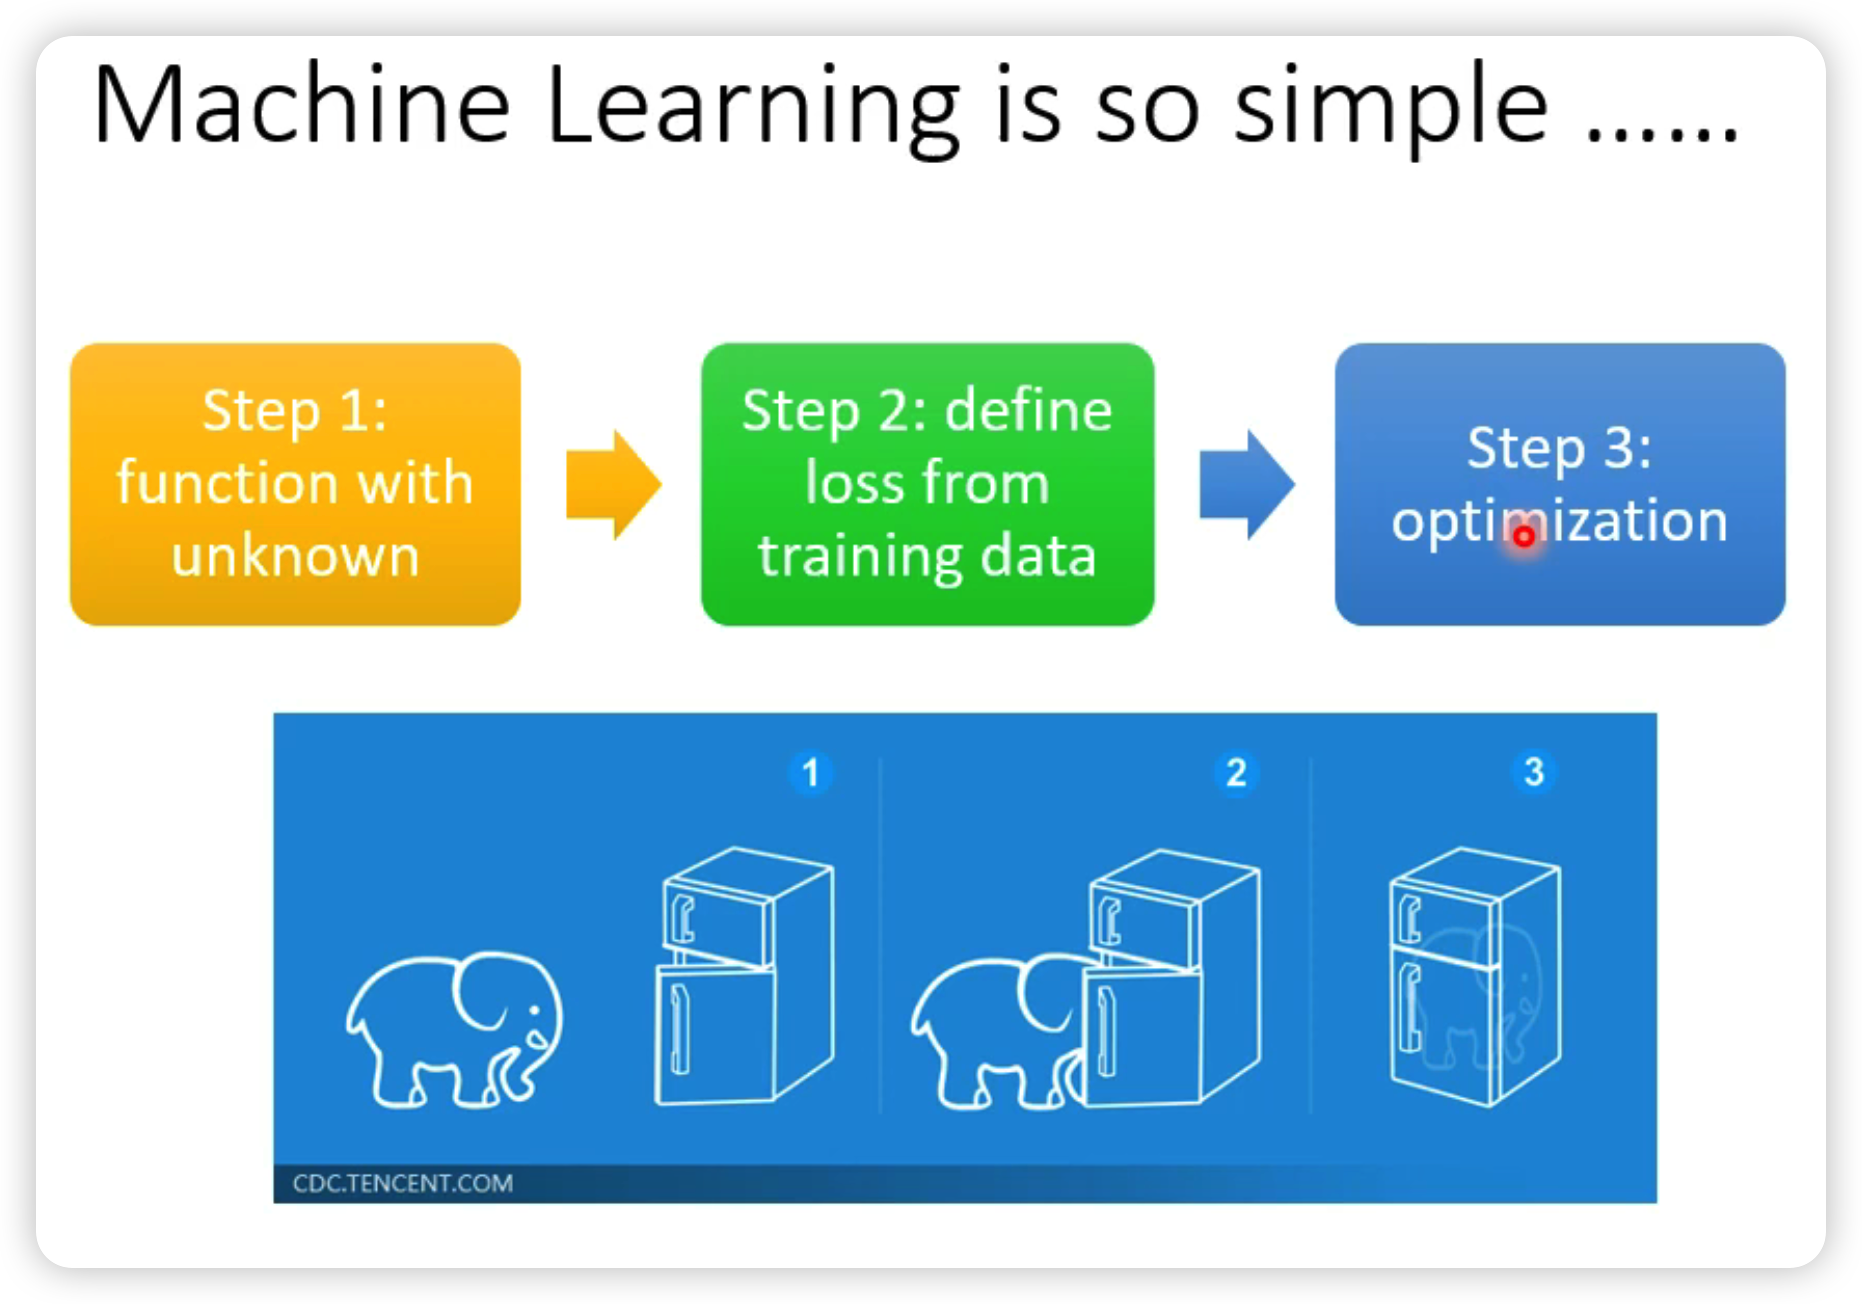 Machine Learning is so simple ......
Step 1:
function with
unknown
Step 2: define
loss from
training data
Step 3:
optimization
1
2
3
CDC.TENCENT.COM